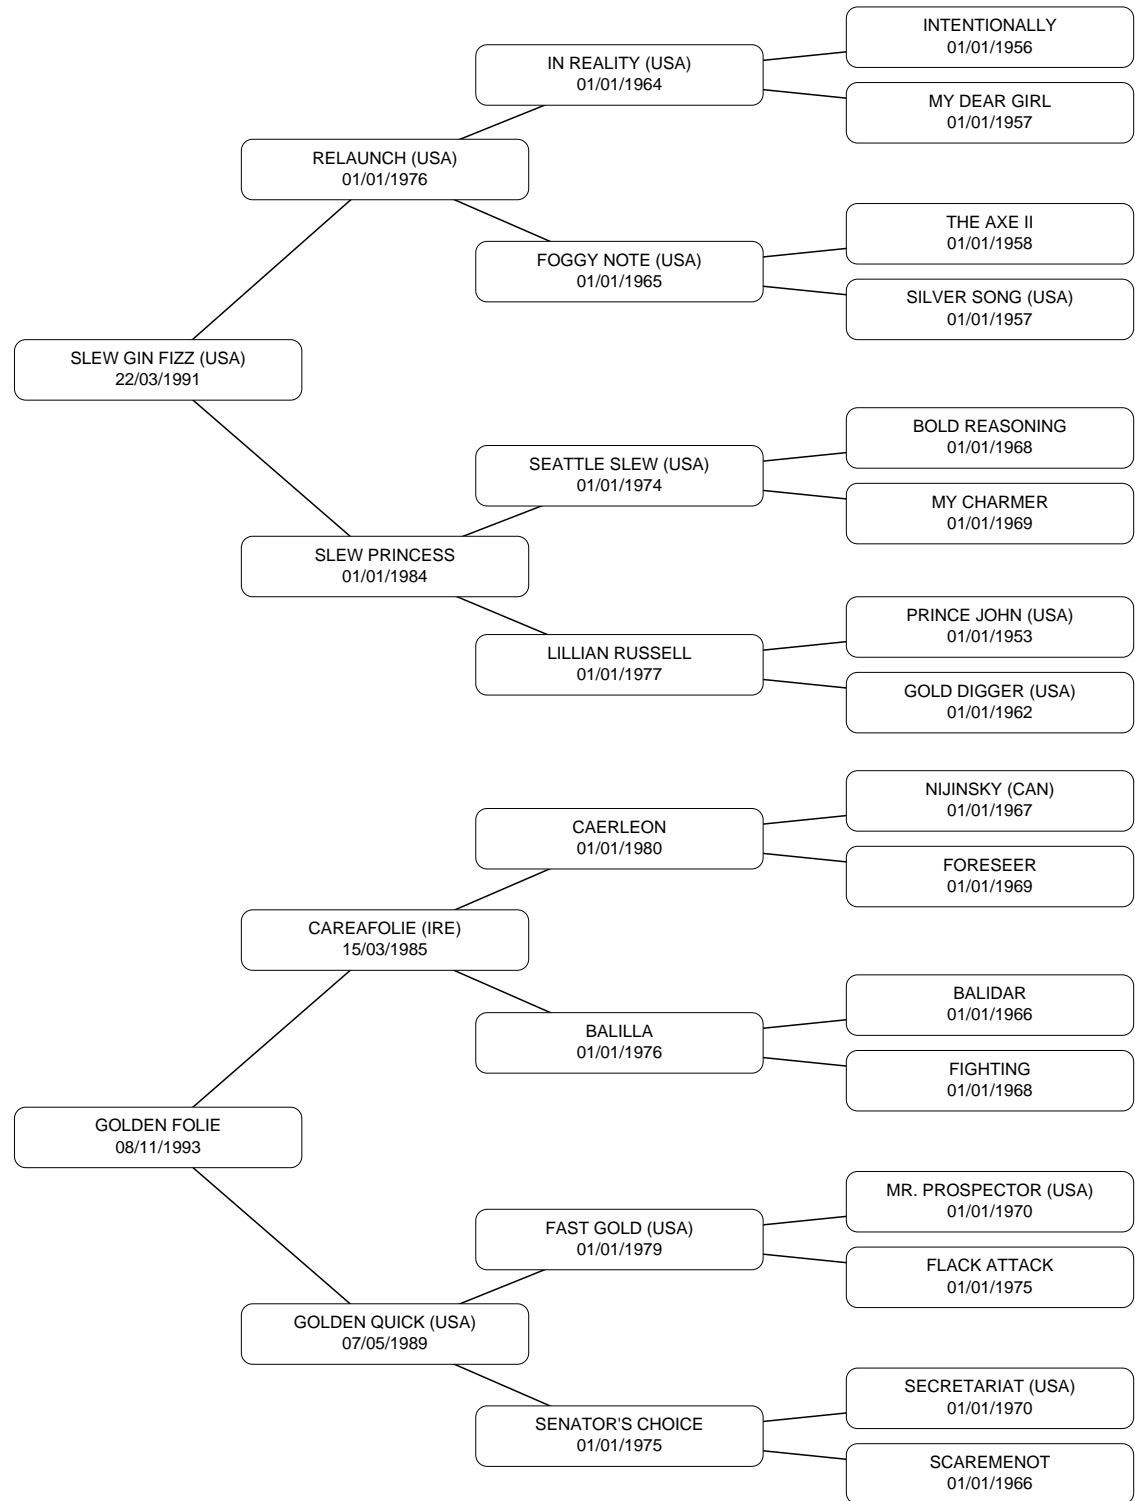 INTENTIONALLY
01/01/1956
IN REALITY (USA)
01/01/1964
MY DEAR GIRL
01/01/1957
RELAUNCH (USA)
01/01/1976
THE AXE II
01/01/1958
FOGGY NOTE (USA)
01/01/1965
SILVER SONG (USA)
01/01/1957
SLEW GIN FIZZ (USA)
22/03/1991
BOLD REASONING
01/01/1968
SEATTLE SLEW (USA)
01/01/1974
MY CHARMER
01/01/1969
SLEW PRINCESS
01/01/1984
PRINCE JOHN (USA)
01/01/1953
LILLIAN RUSSELL
01/01/1977
GOLD DIGGER (USA)
01/01/1962
NIJINSKY (CAN)
01/01/1967
CAERLEON
01/01/1980
FORESEER
01/01/1969
CAREAFOLIE (IRE)
15/03/1985
BALIDAR
01/01/1966
BALILLA
01/01/1976
FIGHTING
01/01/1968
GOLDEN FOLIE
08/11/1993
MR. PROSPECTOR (USA)
01/01/1970
FAST GOLD (USA)
01/01/1979
FLACK ATTACK
01/01/1975
GOLDEN QUICK (USA)
07/05/1989
SECRETARIAT (USA)
01/01/1970
SENATOR'S CHOICE
01/01/1975
SCAREMENOT
01/01/1966